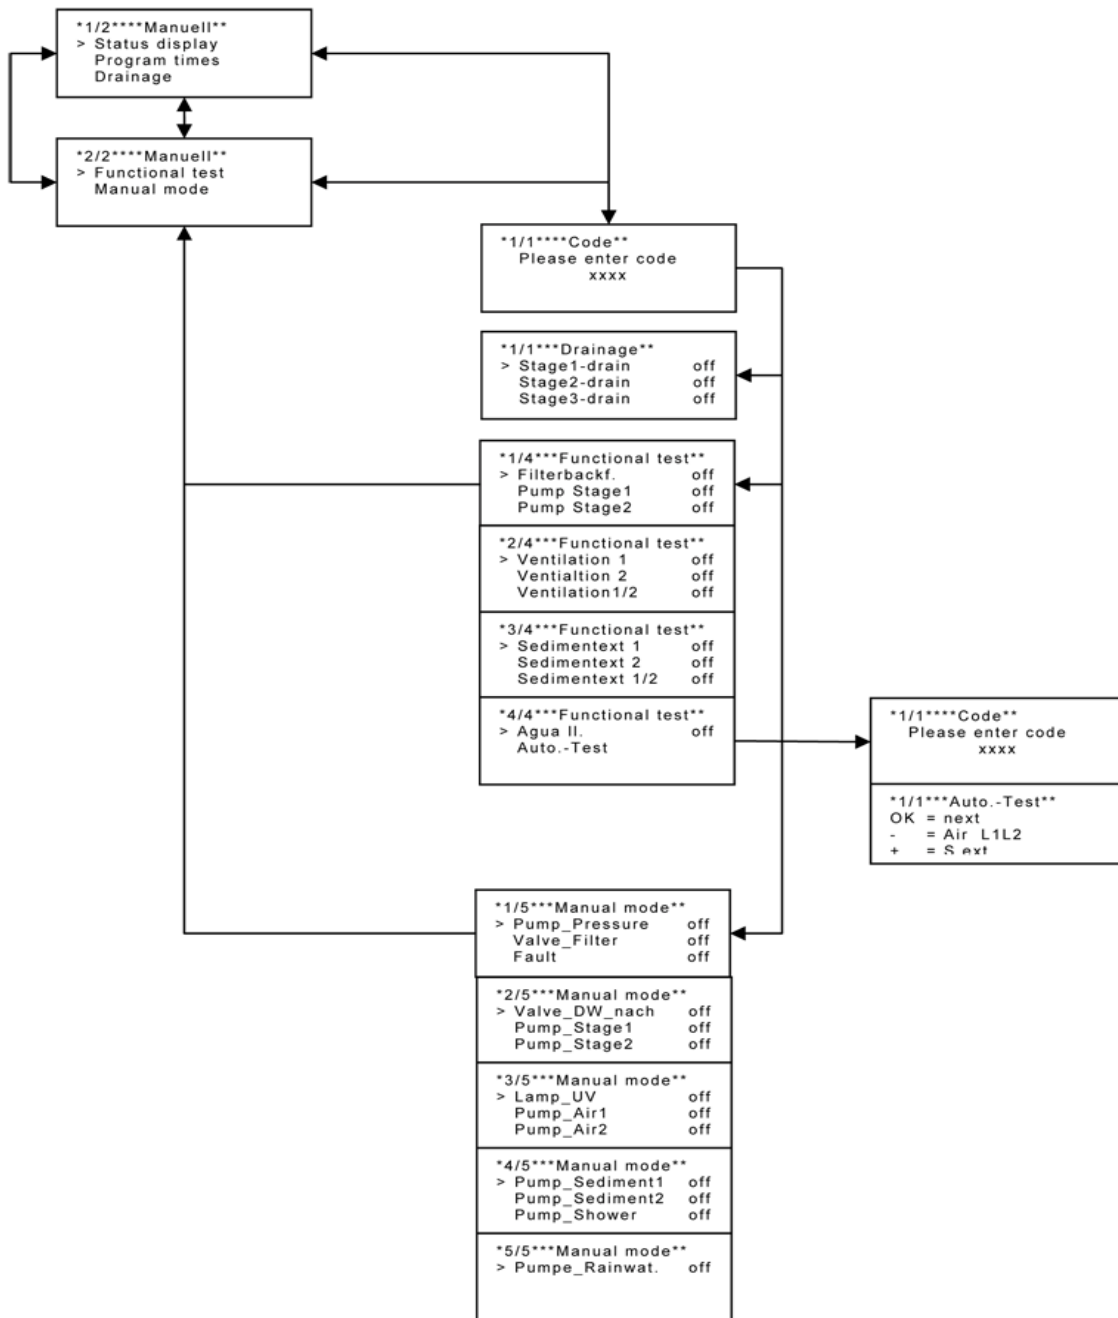 *1/2****Manuell**
> Status display
Program times
Drainage
*2/2****Manuell**
> Functional test
Manual mode
*1/1****Code**
Please enter code
xxxx
*1/1***Drainage**
> Stage1-drain off
Stage2-drain off
Stage3-drain off
*1/4***Functional test**
> Filterbackf. off
Pump Stage1 off
Pump Stage2 off
*2/4***Functional test**
> Ventilation 1 off
Ventialtion 2 off
Ventilation1/2 off
*3/4***Functional test**
> Sedimentext 1 off
Sedimentext 2 off
Sedimentext 1/2 off
*4/4***Functional test**
> Agua II. off
Auto.-Test
*1/1****Code**
Please enter code
xxxx
*1/1***Auto.-Test**
OK = next
- = Air L1L2
+ = S.ext
*1/5***Manual mode**
> Pump_Pressure off
Valve_Filter off
Fault off
*2/5***Manual mode**
> Valve_DW_nach off
Pump_Stage1 off
Pump_Stage2 off
*3/5***Manual mode**
> Lamp_UV off
Pump_Air1 off
Pump_Air2 off
*4/5***Manual mode**
> Pump_Sediment1 off
Pump_Sediment2 off
Pump_Shower off
*5/5***Manual mode**
> Pumpe_Rainwat. off